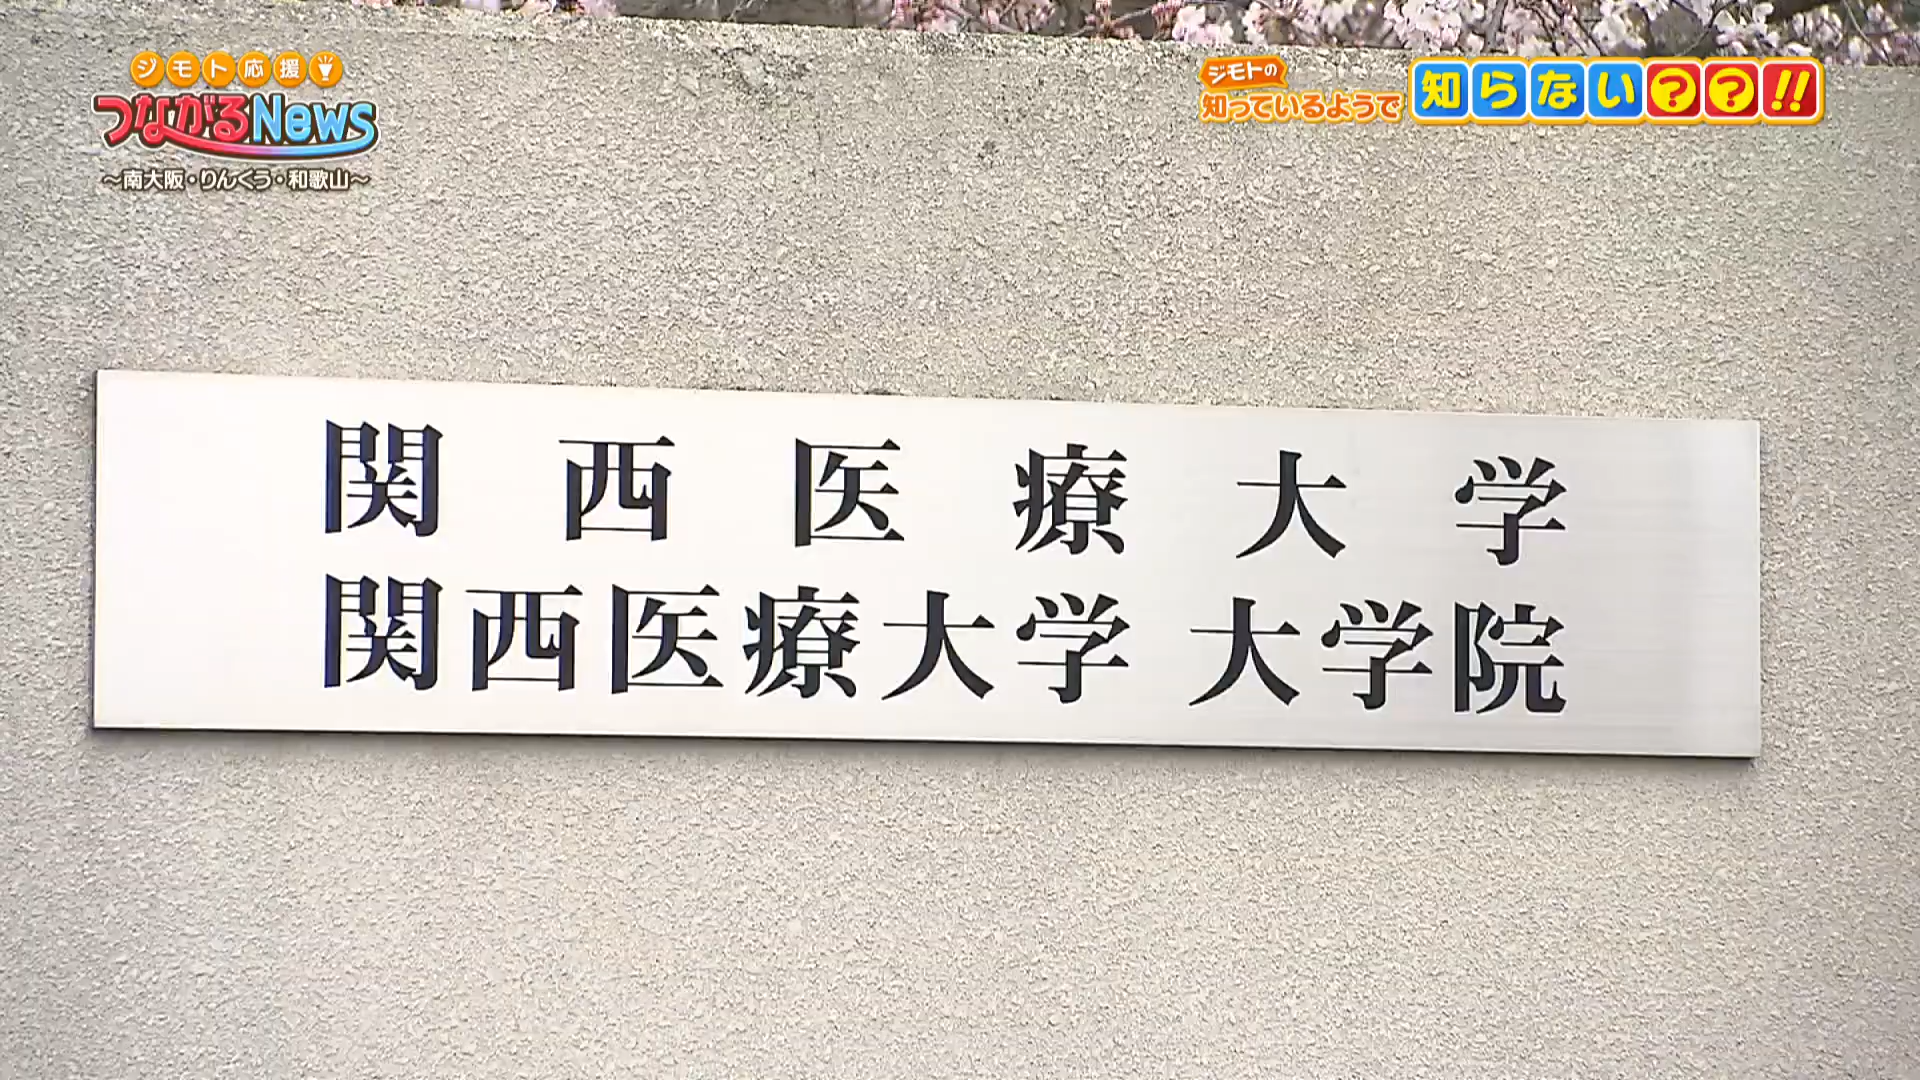 ジモト応援
つながるNews
～南大阪・りんくう・和歌山～
ジモトの
知っているようで
知らない??!!
関西医療大学
関西医療大学 大学院